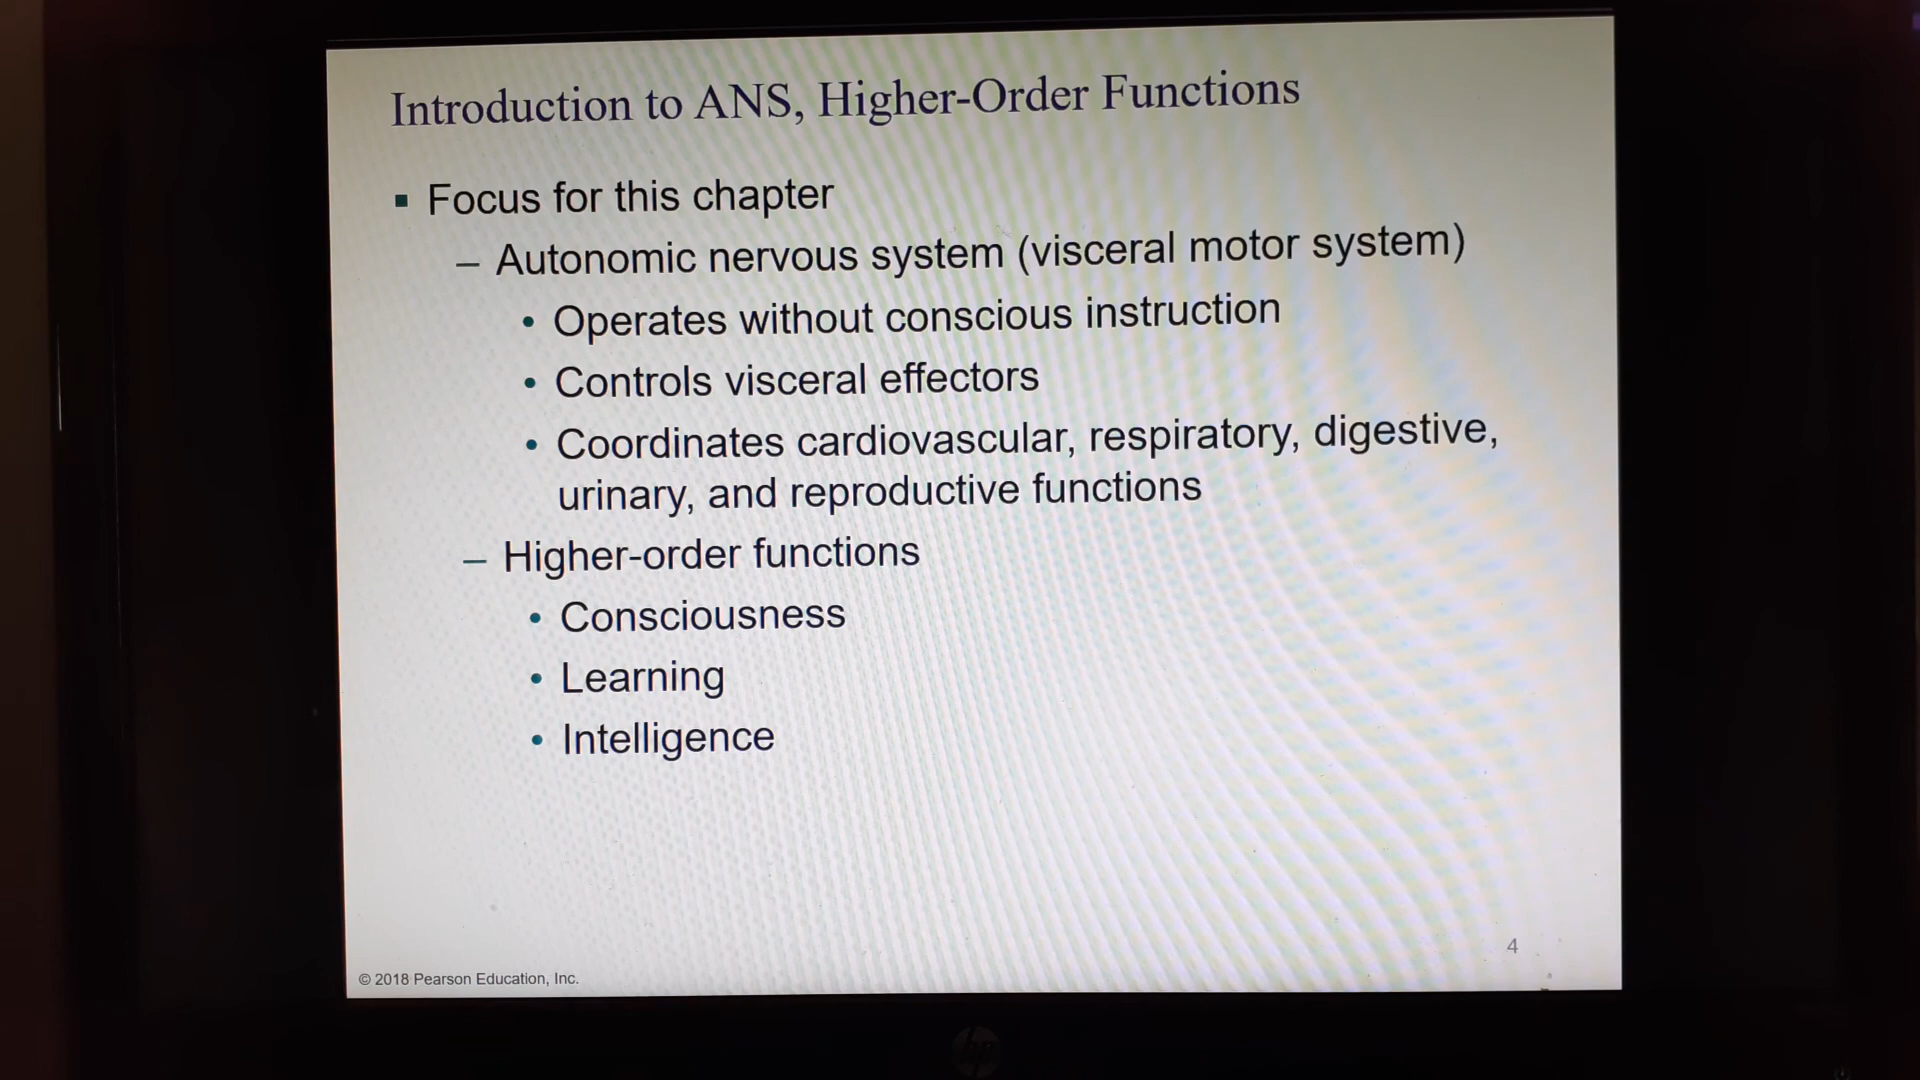 Introduction to ANS, Higher-Order Functions
▪ Focus for this chapter
– Autonomic nervous system (visceral motor system)
• Operates without conscious instruction
• Controls visceral effectors
• Coordinates cardiovascular, respiratory, digestive,
urinary, and reproductive functions
– Higher-order functions
• Consciousness
• Learning
• Intelligence
4
© 2018 Pearson Education, Inc.
hp